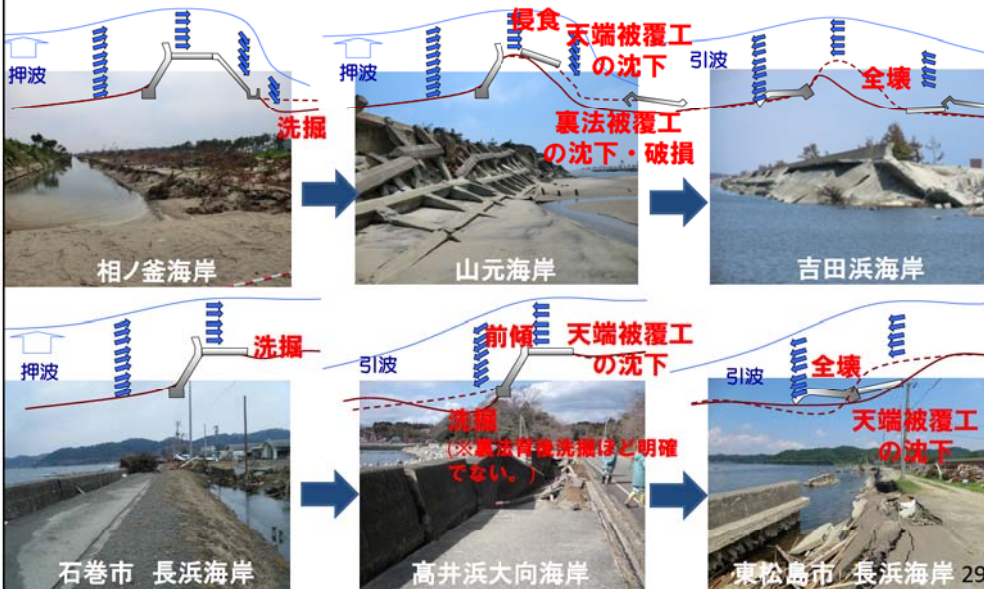 押波
洗掘
相ノ釜海岸
押波
侵食
天端被覆工
の沈下
裏法被覆工
の沈下・破損
山元海岸
引波
全壊
吉田浜海岸
押波
洗掘
石巻市 長浜海岸
引波
前傾
天端被覆工
の沈下
洗掘
(※裏法背後洗掘ほど明確
でない。)
髙井浜大向海岸
引波
全壊
天端被覆工
の沈下
東松島市 長浜海岸
29